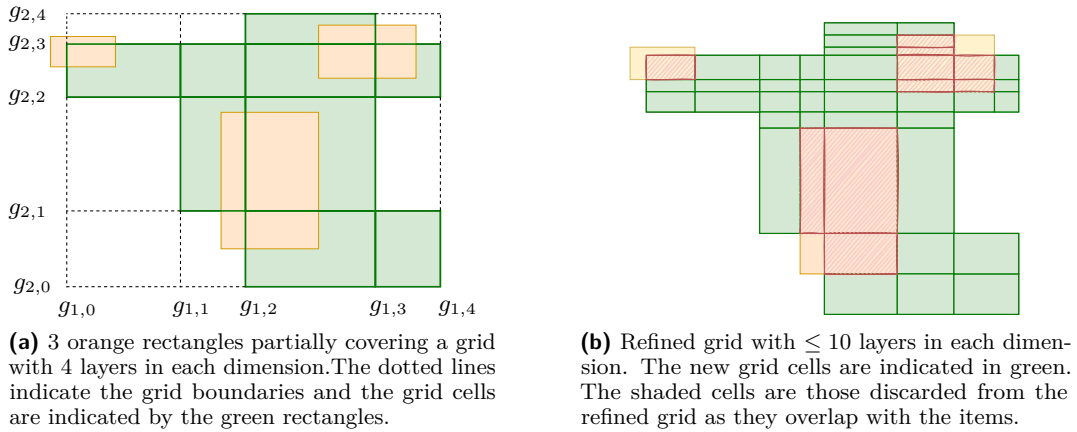 g2,4
g2,3
g2,2
g2,1
g2,0
g1,0 g1,1 g1,2 g1,3 g1,4
(a) 3 orange rectangles partially covering a grid
with 4 layers in each dimension.The dotted lines
indicate the grid boundaries and the grid cells
are indicated by the green rectangles.
(b) Refined grid with ≤ 10 layers in each dimen-
sion. The new grid cells are indicated in green.
The shaded cells are those discarded from the
refined grid as they overlap with the items.